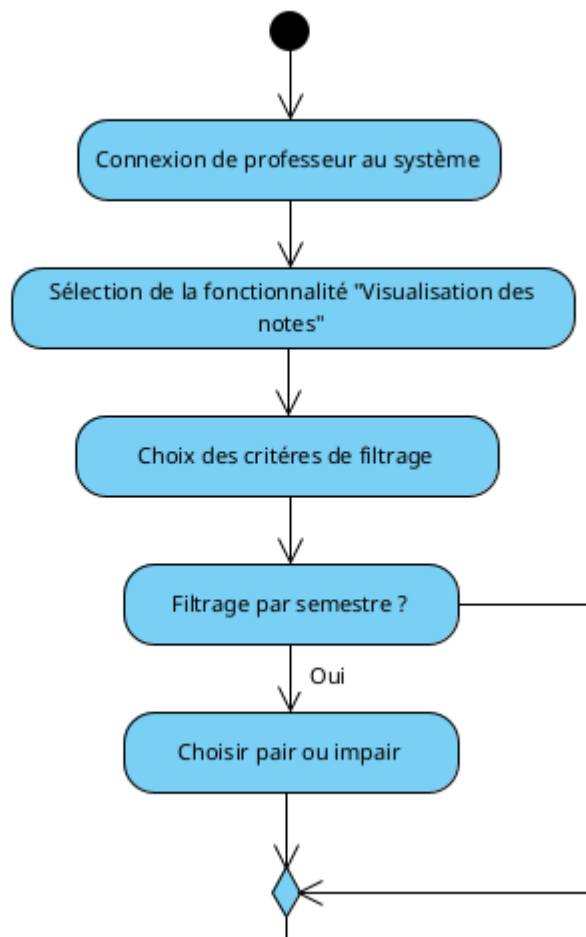 Connexion de professeur au système
Sélection de la fonctionnalité "Visualisation des
notes"
Choix des critéres de filtrage
Filtrage par semestre ?
Oui
Choisir pair ou impair